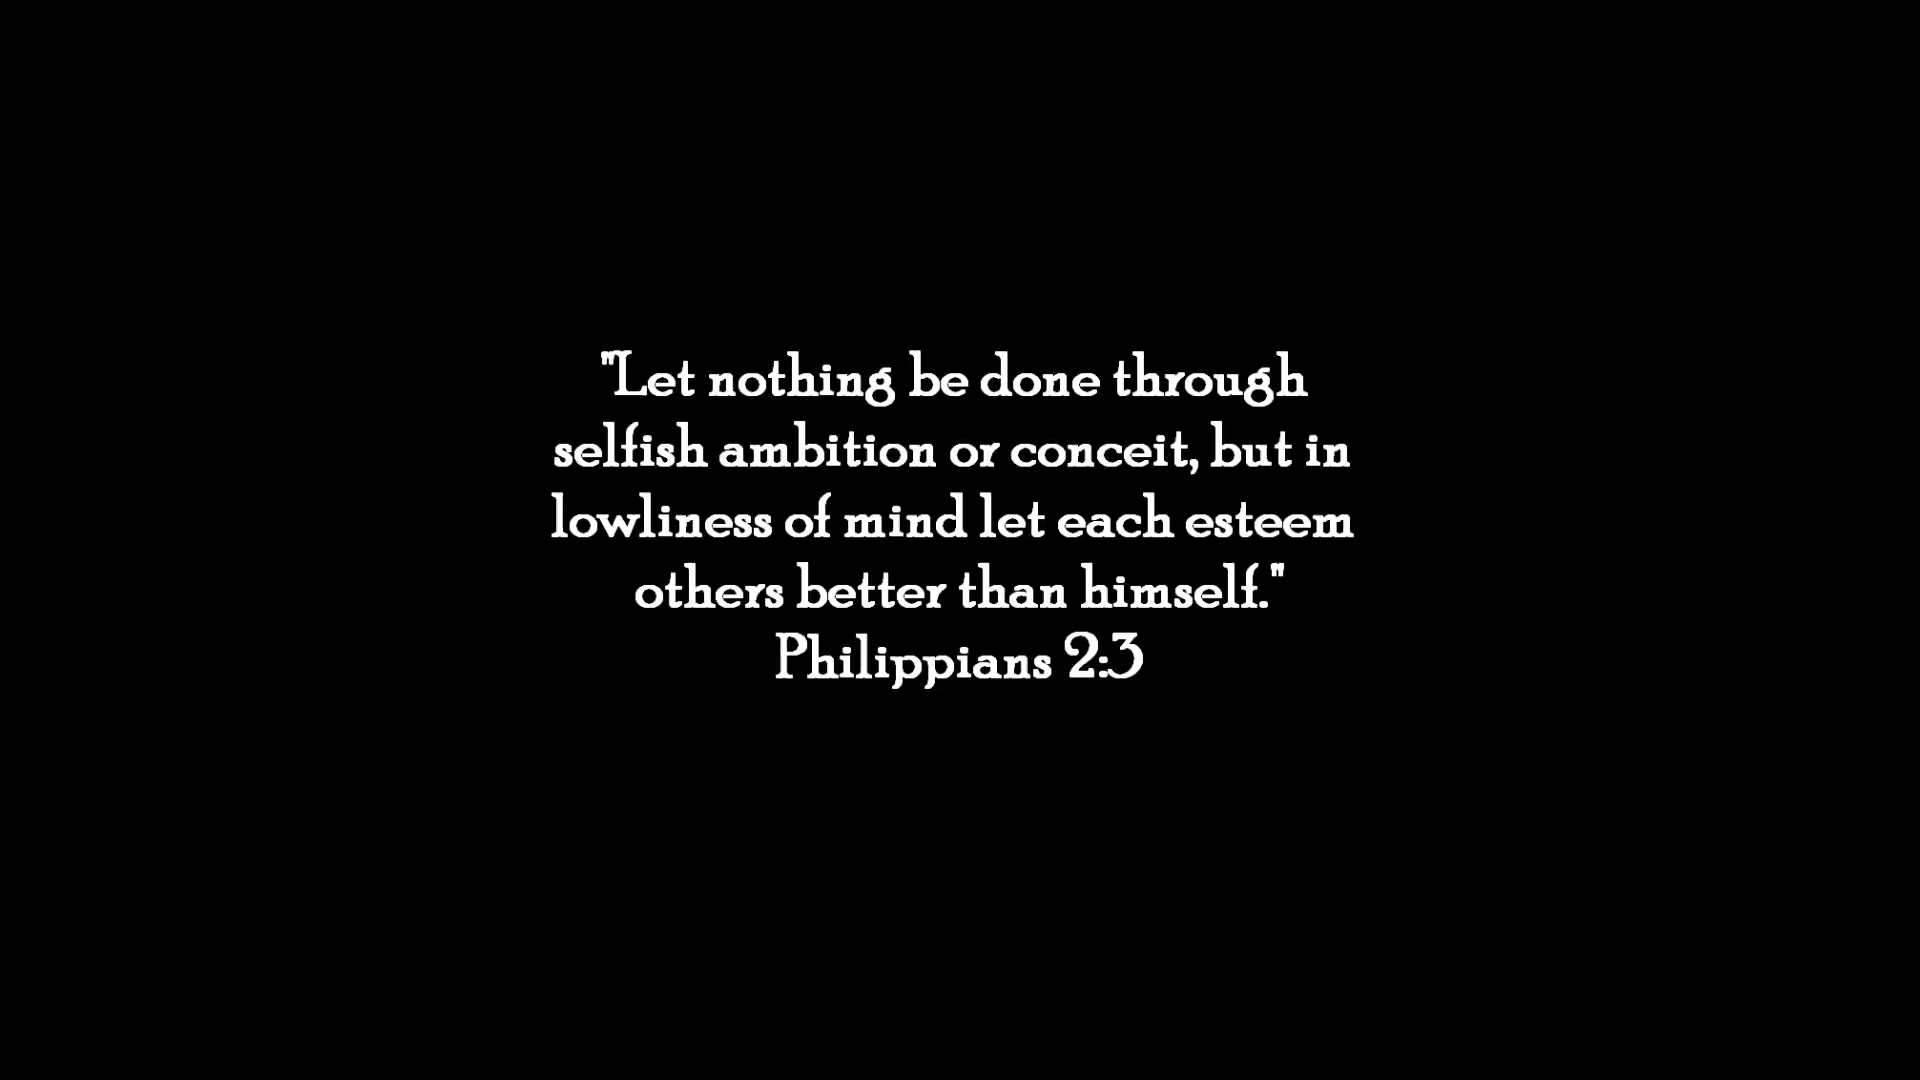 "Let nothing be done through
selfish ambition or conceit, but in
lowliness of mind let each esteem
others better than himself."
Philippians 2:3